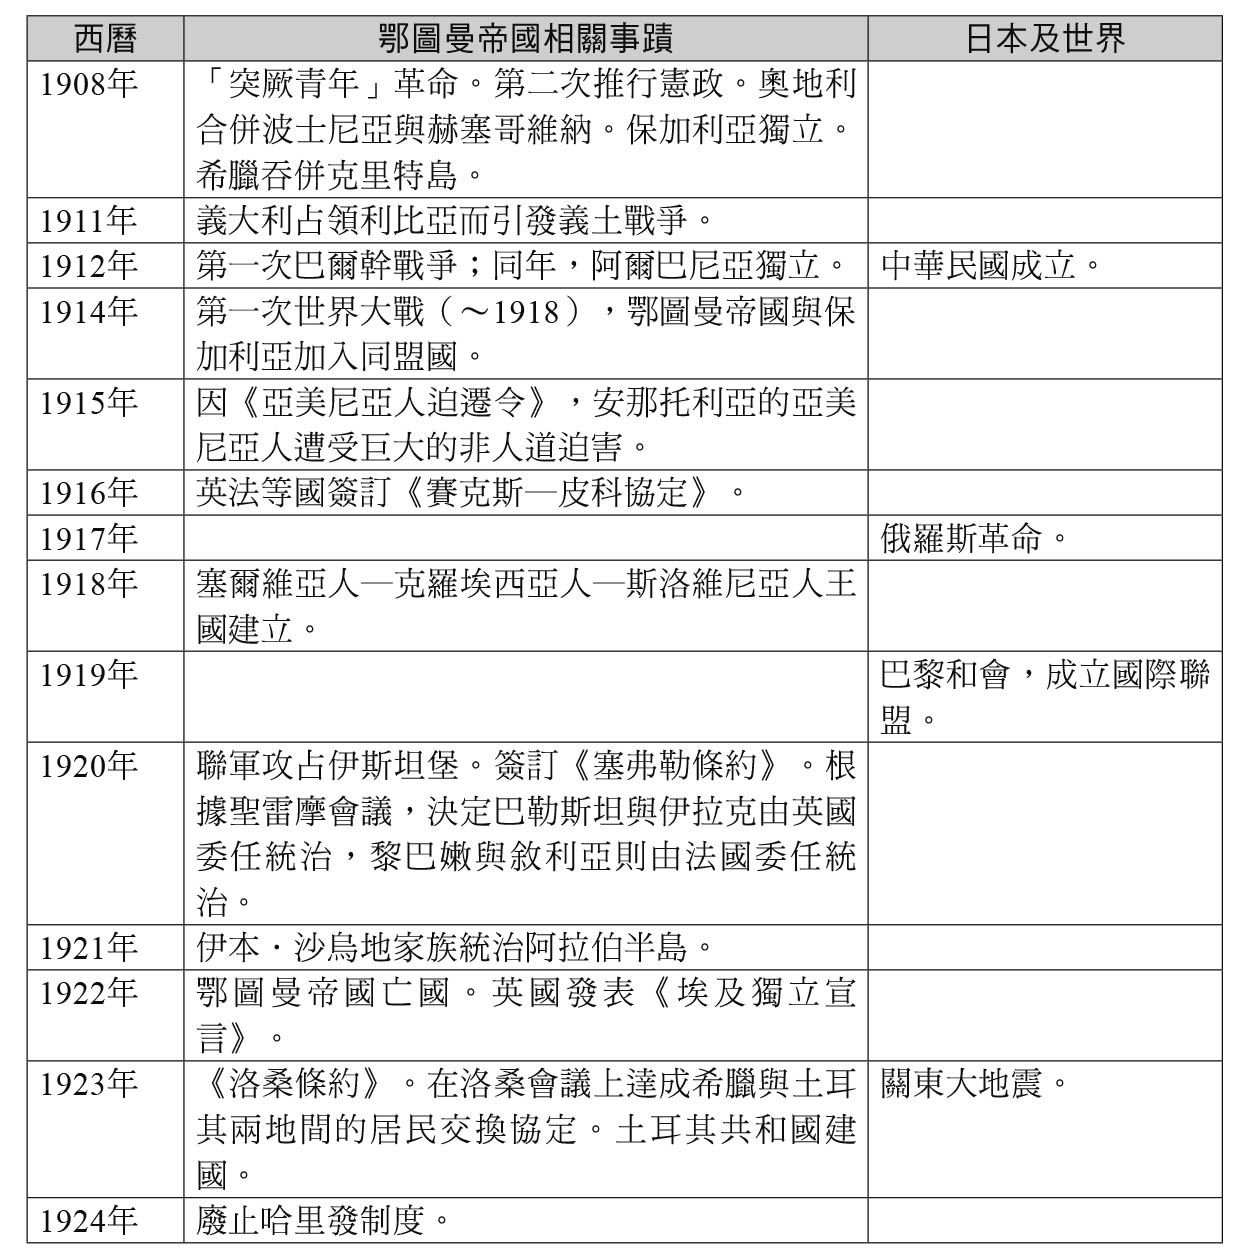 西曆 鄂圖曼帝國相關事蹟 日本及世界
1908年 「突厥青年」革命。第二次推行憲政。奧地利
合併波士尼亞與赫塞哥維納。保加利亞獨立。
希臘吞併克里特島。
1911年 義大利占領利比亞而引發義土戰爭。
1912年 第一次巴爾幹戰爭；同年，阿爾巴尼亞獨立。 中華民國成立。
1914年 第一次世界大戰（～1918），鄂圖曼帝國與保
加利亞加入同盟國。
1915年 因《亞美尼亞人迫遷令》，安那托利亞的亞美
尼亞人遭受巨大的非人道迫害。
1916年 英法等國簽訂《賽克斯—皮科協定》。
1917年 俄羅斯革命。
1918年 塞爾維亞人—克羅埃西亞人—斯洛維尼亞人王
國建立。
1919年 巴黎和會，成立國際聯
盟。
1920年 聯軍攻占伊斯坦堡。簽訂《塞弗勒條約》。根
據聖雷摩會議，決定巴勒斯坦與伊拉克由英國
委任統治，黎巴嫩與敘利亞則由法國委任統
治。
1921年 伊本．沙烏地家族統治阿拉伯半島。
1922年 鄂圖曼帝國亡國。英國發表《埃及獨立宣
言》。
1923年 《洛桑條約》。在洛桑會議上達成希臘與土耳 關東大地震。
其兩地間的居民交換協定。土耳其共和國建
國。
1924年 廢止哈里發制度。